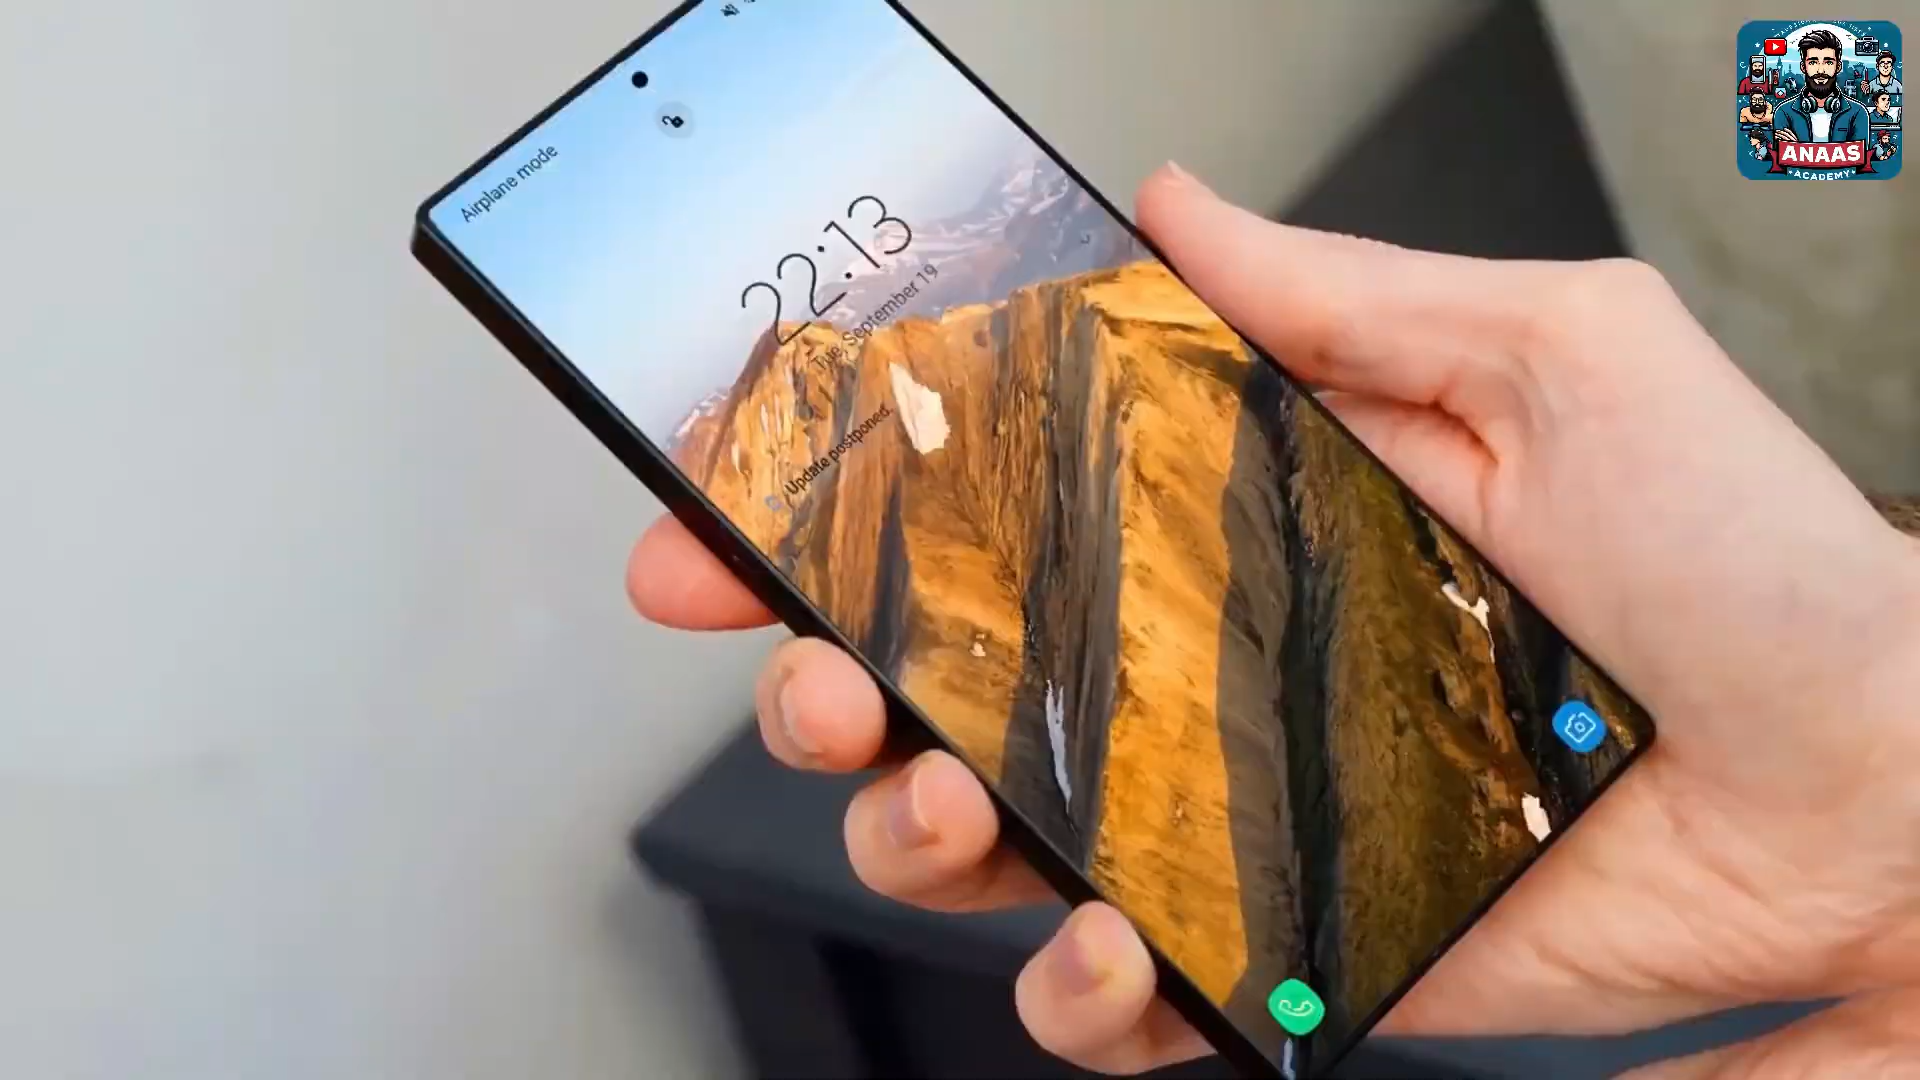 Airplane mode
22:13
Tue, September 19
Update postponed.
ANAAS
ACADEMY